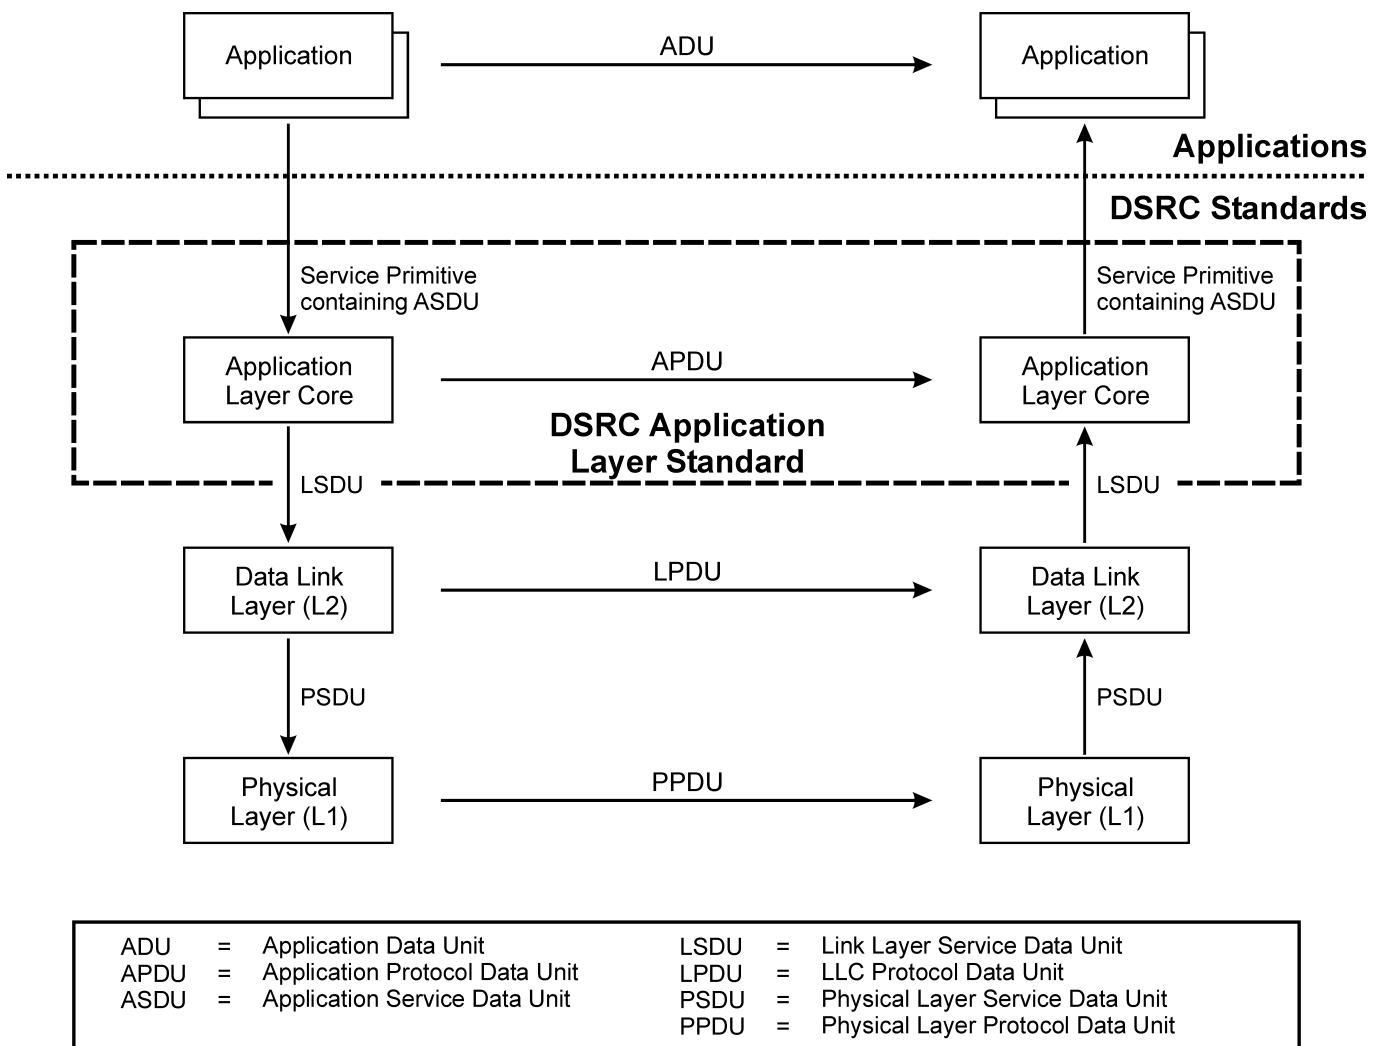 Application
ADU
Application
Applications
DSRC Standards
Service Primitive
containing ASDU
Service Primitive
containing ASDU
Application
Layer Core
APDU
Application
Layer Core
DSRC Application
Layer Standard
LSDU
LSDU
Data Link
Layer (L2)
LPDU
Data Link
Layer (L2)
PSDU
PSDU
Physical
Layer (L1)
PPDU
Physical
Layer (L1)
ADU = Application Data Unit
APDU = Application Protocol Data Unit
ASDU = Application Service Data Unit
LSDU = Link Layer Service Data Unit
LPDU = LLC Protocol Data Unit
PSDU = Physical Layer Service Data Unit
PPDU = Physical Layer Protocol Data Unit